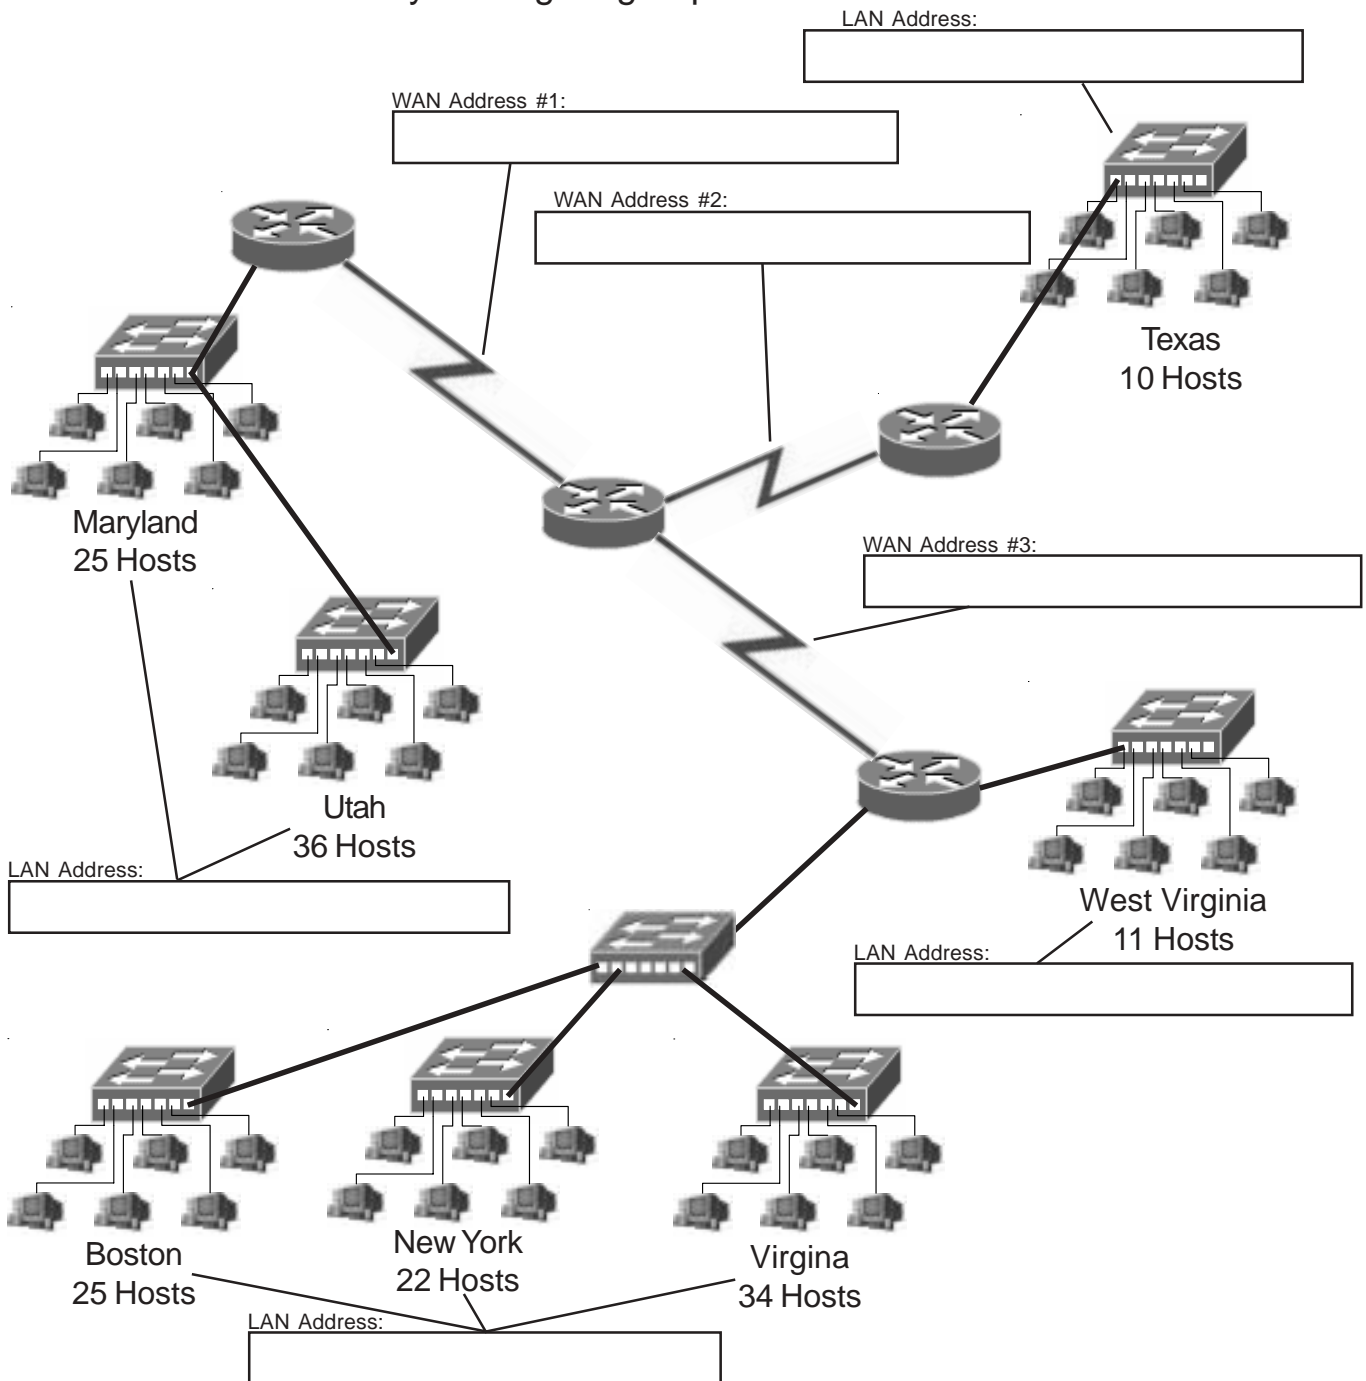 LAN Address:
WAN Address #1:
WAN Address #2:
Texas
10 Hosts
Maryland
25 Hosts
WAN Address #3:
Utah
36 Hosts
LAN Address:
West Virginia
11 Hosts
LAN Address:
Boston
25 Hosts
New York
22 Hosts
Virgina
34 Hosts
LAN Address: